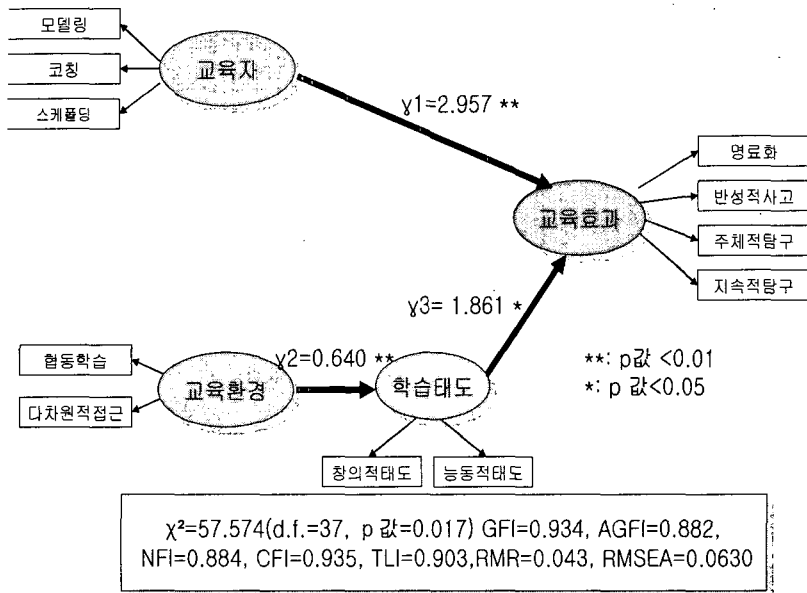 모델링
교육자
코칭
스케폴딩
γ1=2.957 **
명료화
반성적사고
교육효과
주체적탐구
지속적탐구
γ3= 1.861 *
협동학습
γ2=0.640 **
**: p값 <0.01
교육환경
학습태도
*: p 값<0.05
다차원적접근
창의적태도
능동적태도
χ²=57.574(d.f.=37, p 값=0.017) GFI=0.934, AGFI=0.882,
NFI=0.884, CFI=0.935, TLI=0.903,RMR=0.043, RMSEA=0.0630